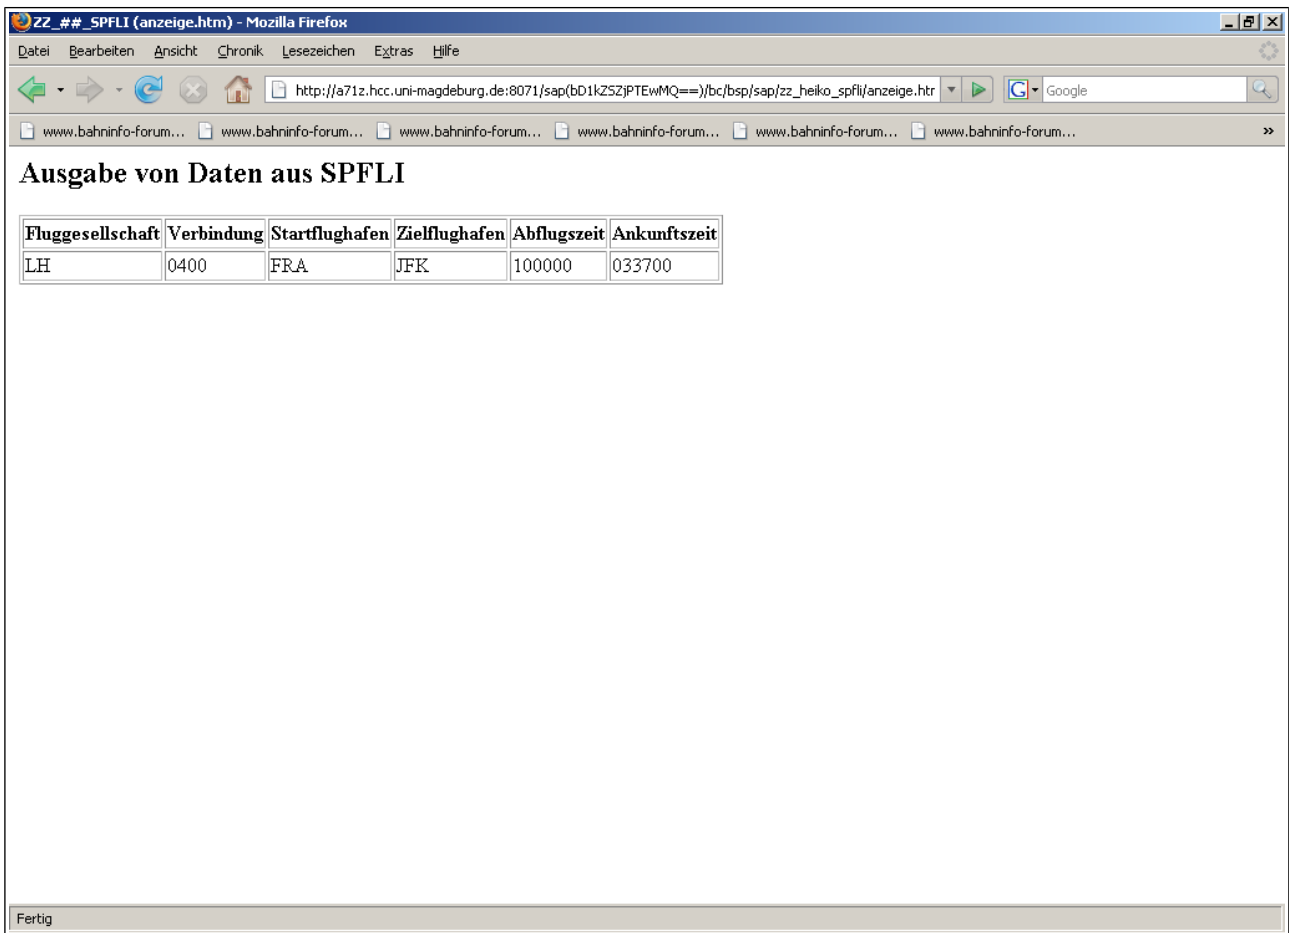 ZZ_##_SPFLI (anzeige.htm) - Mozilla Firefox
Datei Bearbeiten Ansicht Chronik Lesezeichen Extras Hilfe
http://a71z.hcc.uni-magdeburg.de:8071/sap(bD1kZSZjPTEwMQ==)/bc/bsp/sap/zz_heiko_spfli/anzeige.htr G Google
www.bahninfo-forum... www.bahninfo-forum... www.bahninfo-forum... www.bahninfo-forum... www.bahninfo-forum... www.bahninfo-forum... »
Ausgabe von Daten aus SPFLI
Fluggesellschaft Verbindung Startflughafen Zielflughafen Abflugszeit Ankunftszeit
LH 0400 FRA JFK 100000 033700
Fertig